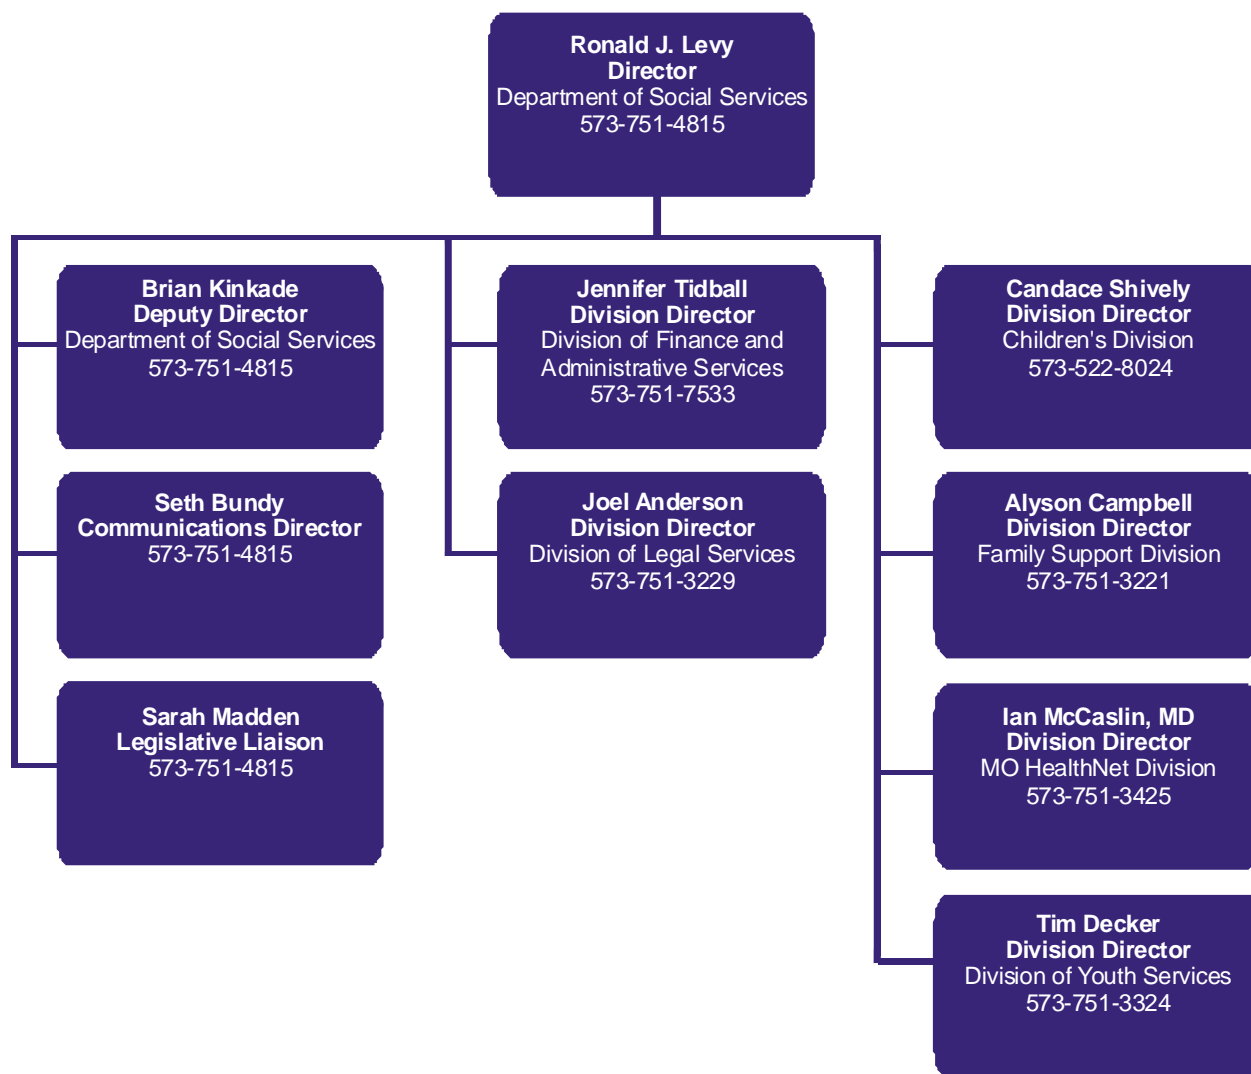 Ronald J. Levy
Director
Department of Social Services
573-751-4815
Brian Kinkade
Deputy Director
Department of Social Services
573-751-4815
Seth Bundy
Communications Director
573-751-4815
Sarah Madden
Legislative Liaison
573-751-4815
Jennifer Tidball
Division Director
Division of Finance and
Administrative Services
573-751-7533
Joel Anderson
Division Director
Division of Legal Services
573-751-3229
Candace Shively
Division Director
Children's Division
573-522-8024
Alyson Campbell
Division Director
Family Support Division
573-751-3221
Ian McCaslin, MD
Division Director
MO HealthNet Division
573-751-3425
Tim Decker
Division Director
Division of Youth Services
573-751-3324